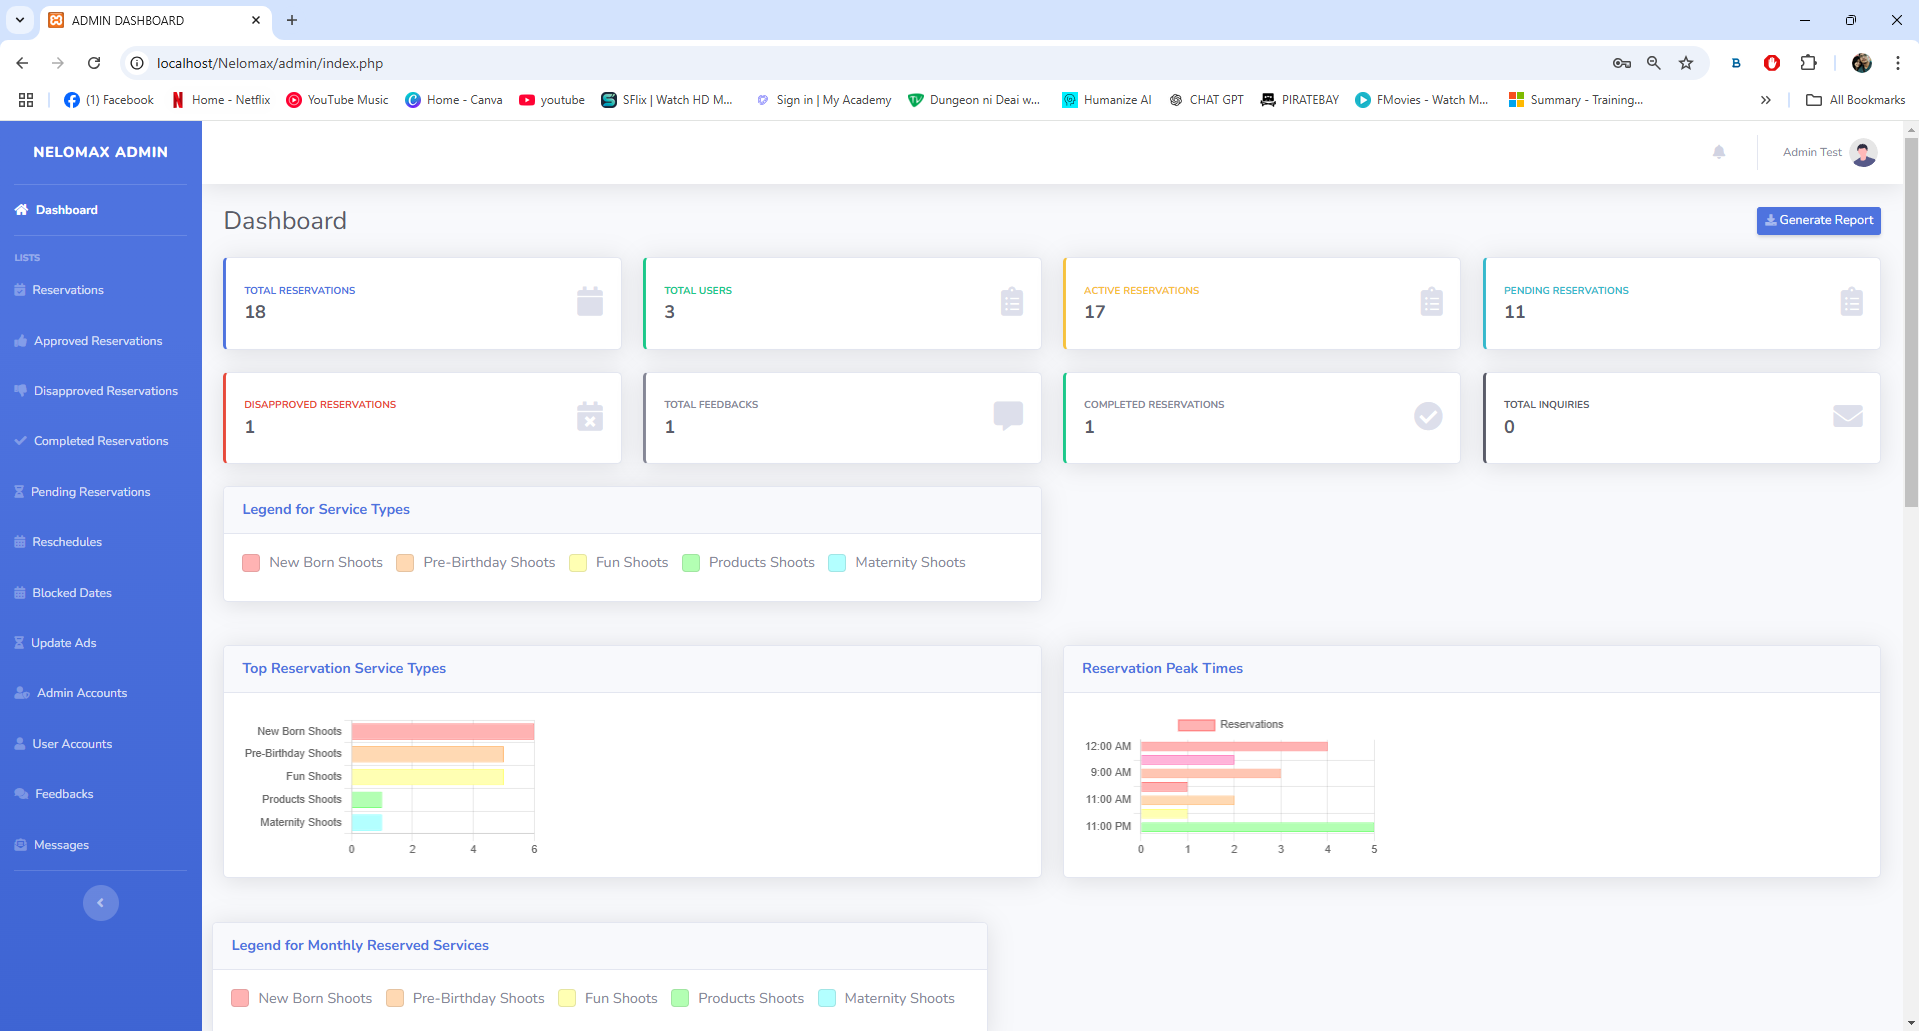 ADMIN DASHBOARD
localhost/Nelomax/admin/index.php
(1) Facebook
Home - Netflix
YouTube Music
Home - Canva
youtube
SFlix | Watch HD M...
Sign in | My Academy
Dungeon ni Deai w...
Humanize AI
CHAT GPT
PIRATEBAY
FMovies - Watch M...
Summary - Training...
All Bookmarks
NELOMAX ADMIN
Dashboard
LISTS
Reservations
Approved Reservations
Disapproved Reservations
Completed Reservations
Pending Reservations
Reschedules
Blocked Dates
Update Ads
Admin Accounts
User Accounts
Feedbacks
Messages
Admin Test
Dashboard
Generate Report
TOTAL RESERVATIONS
18
TOTAL USERS
3
ACTIVE RESERVATIONS
17
PENDING RESERVATIONS
11
DISAPPROVED RESERVATIONS
1
TOTAL FEEDBACKS
1
COMPLETED RESERVATIONS
1
TOTAL INQUIRIES
0
Legend for Service Types
New Born Shoots Pre-Birthday Shoots Fun Shoots Products Shoots Maternity Shoots
Top Reservation Service Types
New Born Shoots
Pre-Birthday Shoots
Fun Shoots
Products Shoots
Maternity Shoots
0 2 4 6
Reservation Peak Times
Reservations
12:00 AM
9:00 AM
11:00 AM
11:00 PM
0 1 2 3 4 5
Legend for Monthly Reserved Services
New Born Shoots Pre-Birthday Shoots Fun Shoots Products Shoots Maternity Shoots